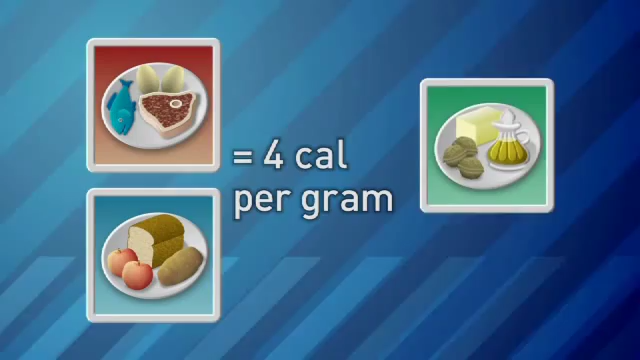 = 4 cal
per gram